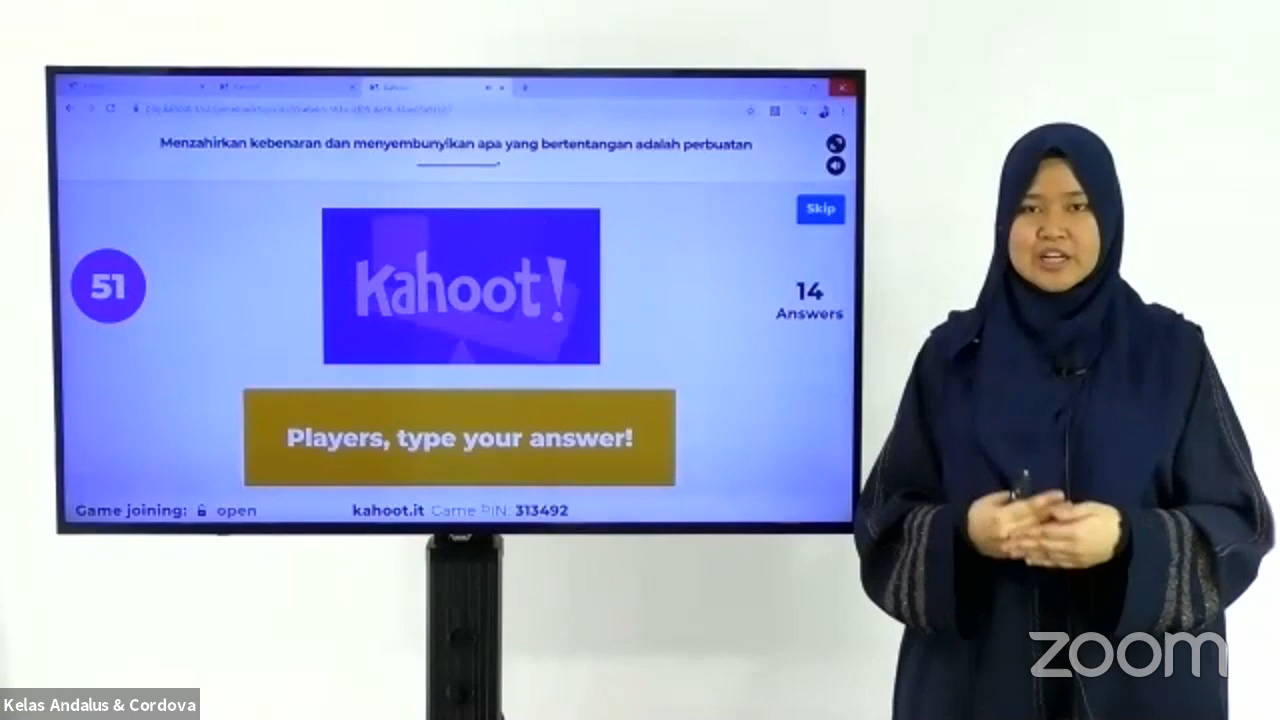 Menzahirkan kebenaran dan menyembunyikan apa yang bertentangan adalah perbuatan
____________.
Skip
51
Kahoot!
14
Answers
Players, type your answer!
Game joining: open
kahoot.it Game PIN: 313492
zoom
Kelas Andalus & Cordova